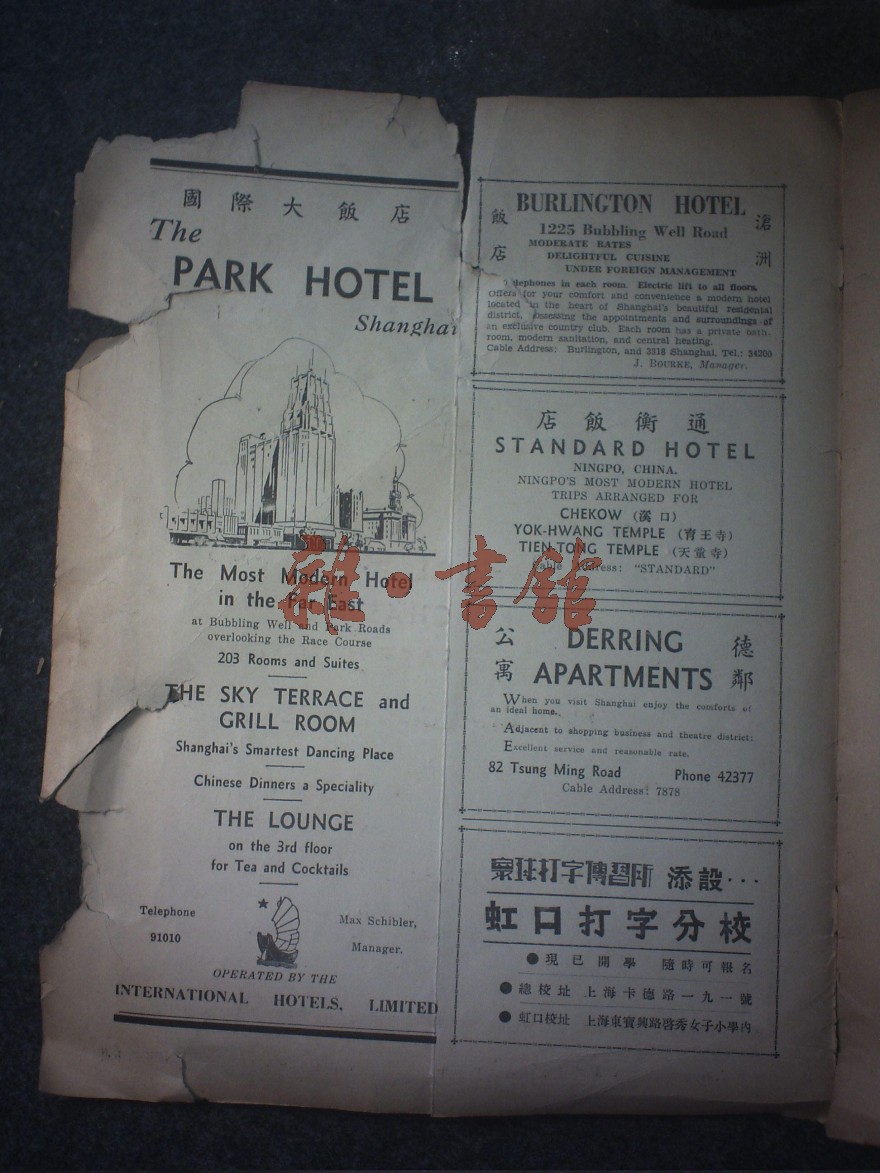 國際大飯店
The
PARK HOTEL
Shanghai
The Most Modern Hotel
in the Far East
at Bubbling Well and Park Roads
overlooking the Race Course
203 Rooms and Suites
THE SKY TERRACE and
GRILL ROOM
Shanghai's Smartest Dancing Place
Chinese Dinners a Speciality
THE LOUNGE
on the 3rd floor
for Tea and Cocktails
Telephone
91010
Max Schibler,
Manager.
OPERATED BY THE
INTERNATIONAL HOTELS, LIMITED
BURLINGTON HOTEL
滄洲
飯店
1225 Bubbling Well Road
MODERATE RATES
DELIGHTFUL CUISINE
UNDER FOREIGN MANAGEMENT
Telephones in each room. Electric lift to all floors.
Offers for your comfort and convenience a modern hotel
located in the heart of Shanghai's beautiful residental
district, possessing the appointments and surroundings of
an exclusive country club. Each room has a private bath-
room, modern sanitation, and central heating.
Cable Address: Burlington, and 3318 Shanghai. Tel.: 34200
J. BOURKE, Manager.
店飯衡通
STANDARD HOTEL
NINGPO, CHINA.
NINGPO'S MOST MODERN HOTEL
TRIPS ARRANGED FOR
CHEKOW (溪口)
YOK-HWANG TEMPLE (育王寺)
TIEN-TONG TEMPLE (天童寺)
Cable Address: "STANDARD"
德鄰
公寓
DERRING
APARTMENTS
When you visit Shanghai enjoy the comforts of
an ideal home.
Adjacent to shopping business and theatre district:
Excellent service and reasonable rate.
82 Tsung Ming Road Phone 42377
Cable Address: 7878
寰球打字傳習所 添設···
虹口打字分校
● 現已開學 隨時可報名
● 總校址 上海卡德路一九一號
● 虹口校址 上海東寶興路啓秀女子小學內
雜·書館